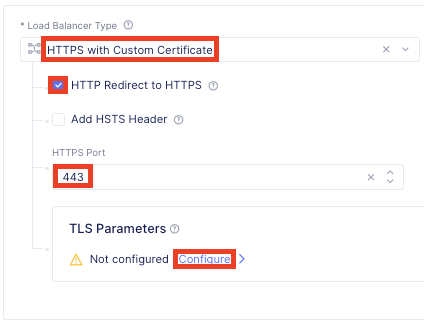 * Load Balancer Type
HTTPS with Custom Certificate
HTTP Redirect to HTTPS
Add HSTS Header
HTTPS Port
443
TLS Parameters
Not configured Configure